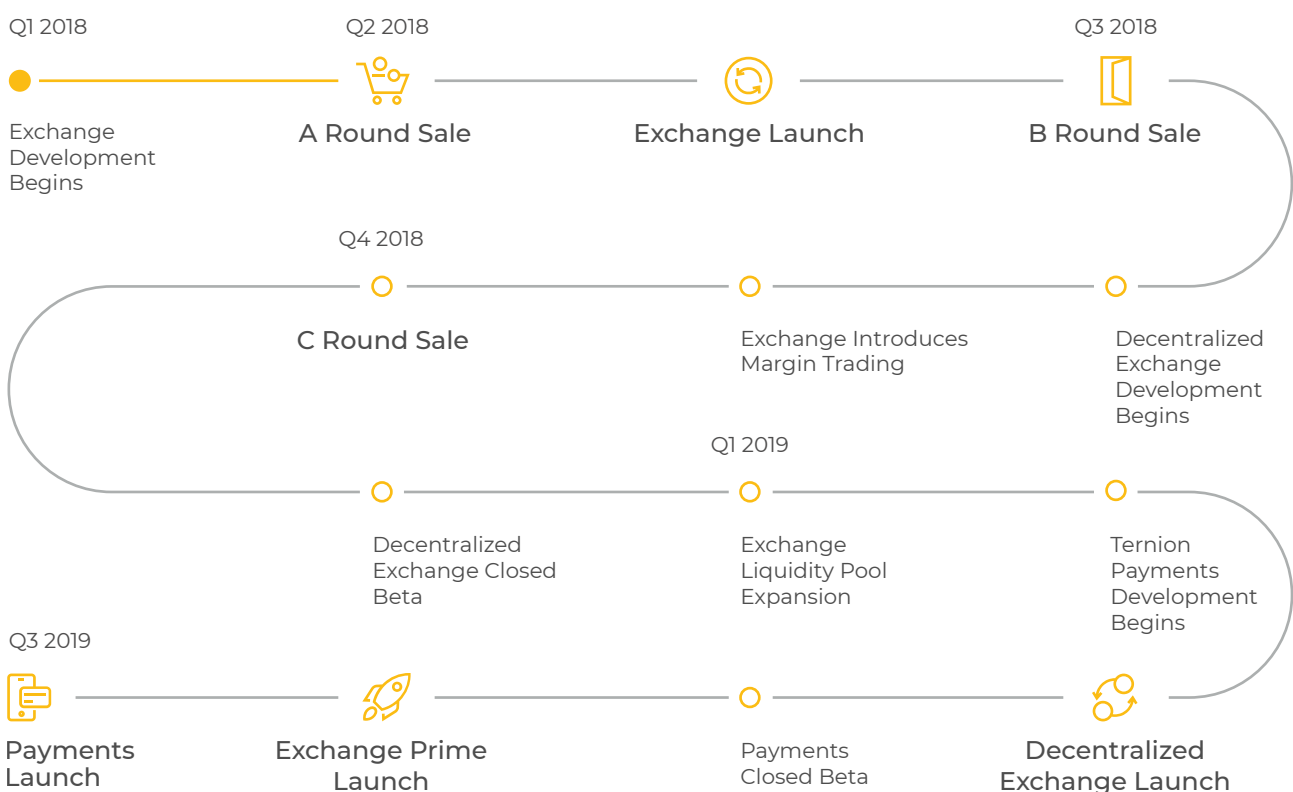 Q1 2018
Q2 2018
Q3 2018
Exchange
Development
Begins
A Round Sale
Exchange Launch
B Round Sale
Q4 2018
C Round Sale
Exchange Introduces
Margin Trading
Decentralized
Exchange
Development
Begins
Q1 2019
Decentralized
Exchange Closed
Beta
Exchange
Liquidity Pool
Expansion
Ternion
Payments
Development
Begins
Q3 2019
Payments
Launch
Exchange Prime
Launch
Payments
Closed Beta
Decentralized
Exchange Launch